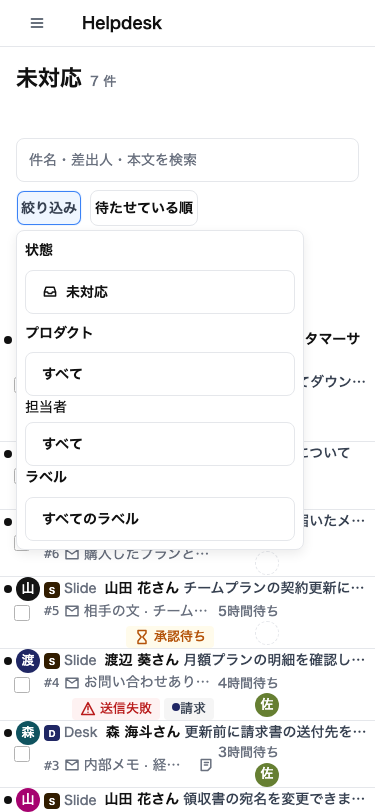 Helpdesk
未対応 7 件
件名・差出人・本文を検索
絞り込み 待たせている順
状態
未対応
プロダクト
すべて
担当者
すべて
ラベル
すべてのラベル
タマーサ
てダウン…
について
届いたメ…
#6 購入したプランと…
山 S Slide 山田 花さん チームプランの契約更新に…
#5 相手の文・チーム… 5時間待ち
承認待ち
渡 S Slide 渡辺 葵さん 月額プランの明細を確認し…
#4 お問い合わせあり… 4時間待ち
送信失敗 請求 佐
森 D Desk 森 海斗さん 更新前に請求書の送付先を…
3時間待ち
#3 内部メモ・経… 佐
山 S Slide 山田 花さん 領収書の宛名を変更できま…